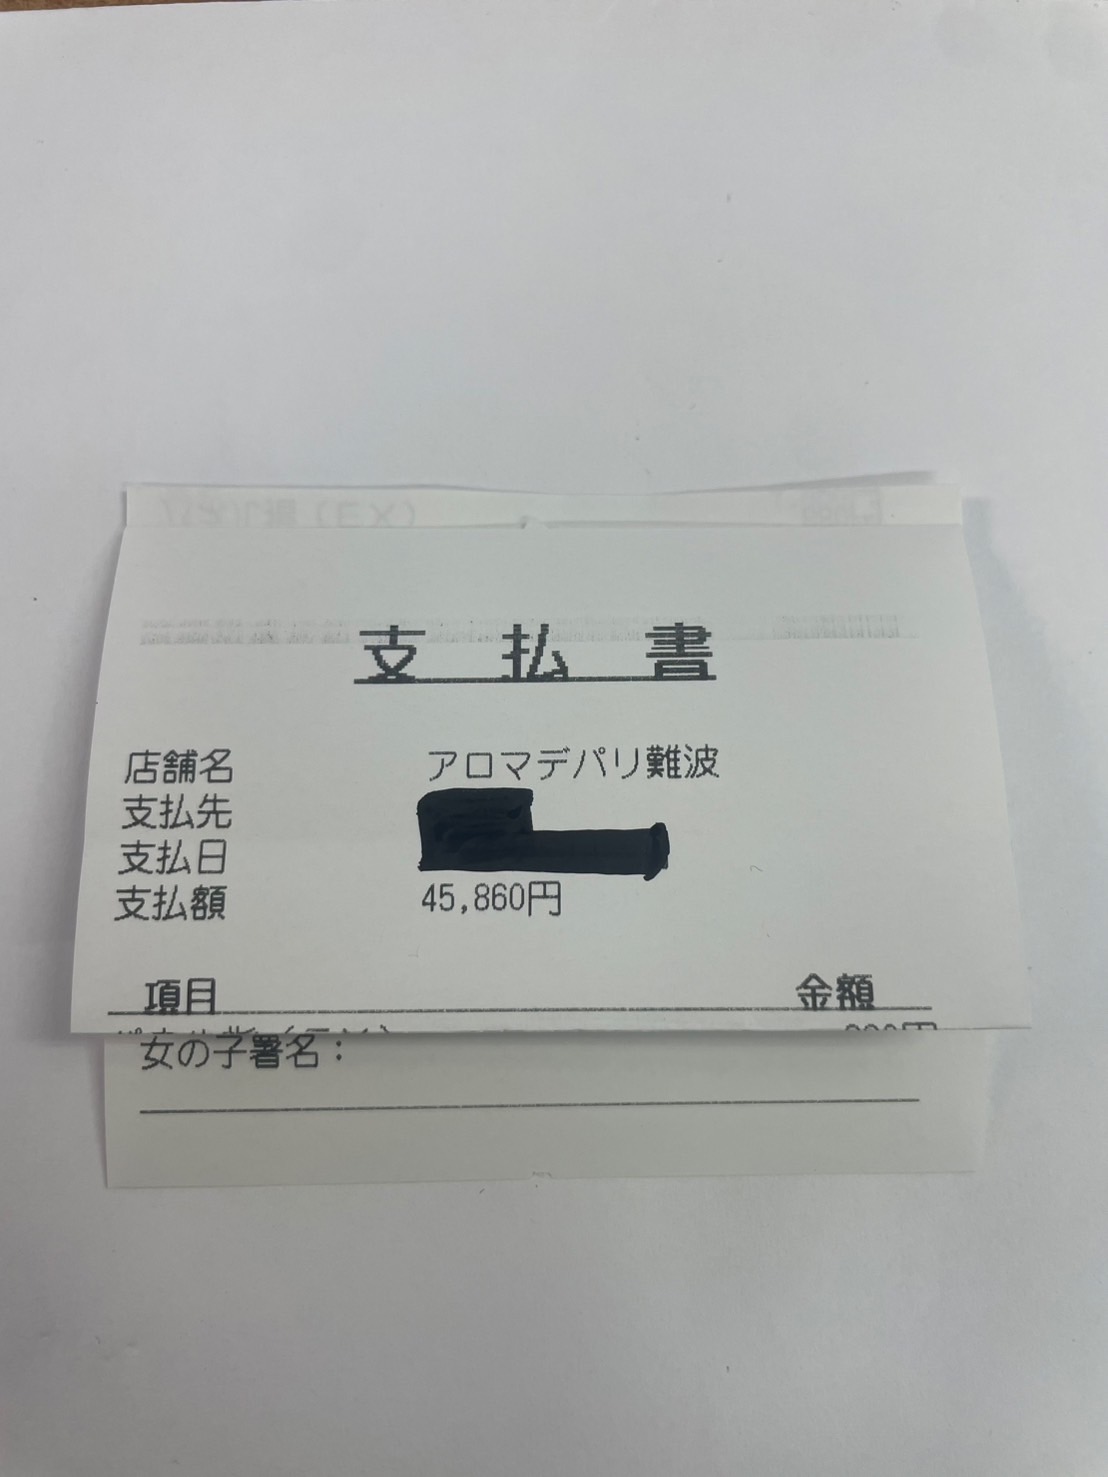 支払書
店舗名 アロマデパリ難波
支払先
支払日
支払額 45,860円
項目 金額
女の子署名：